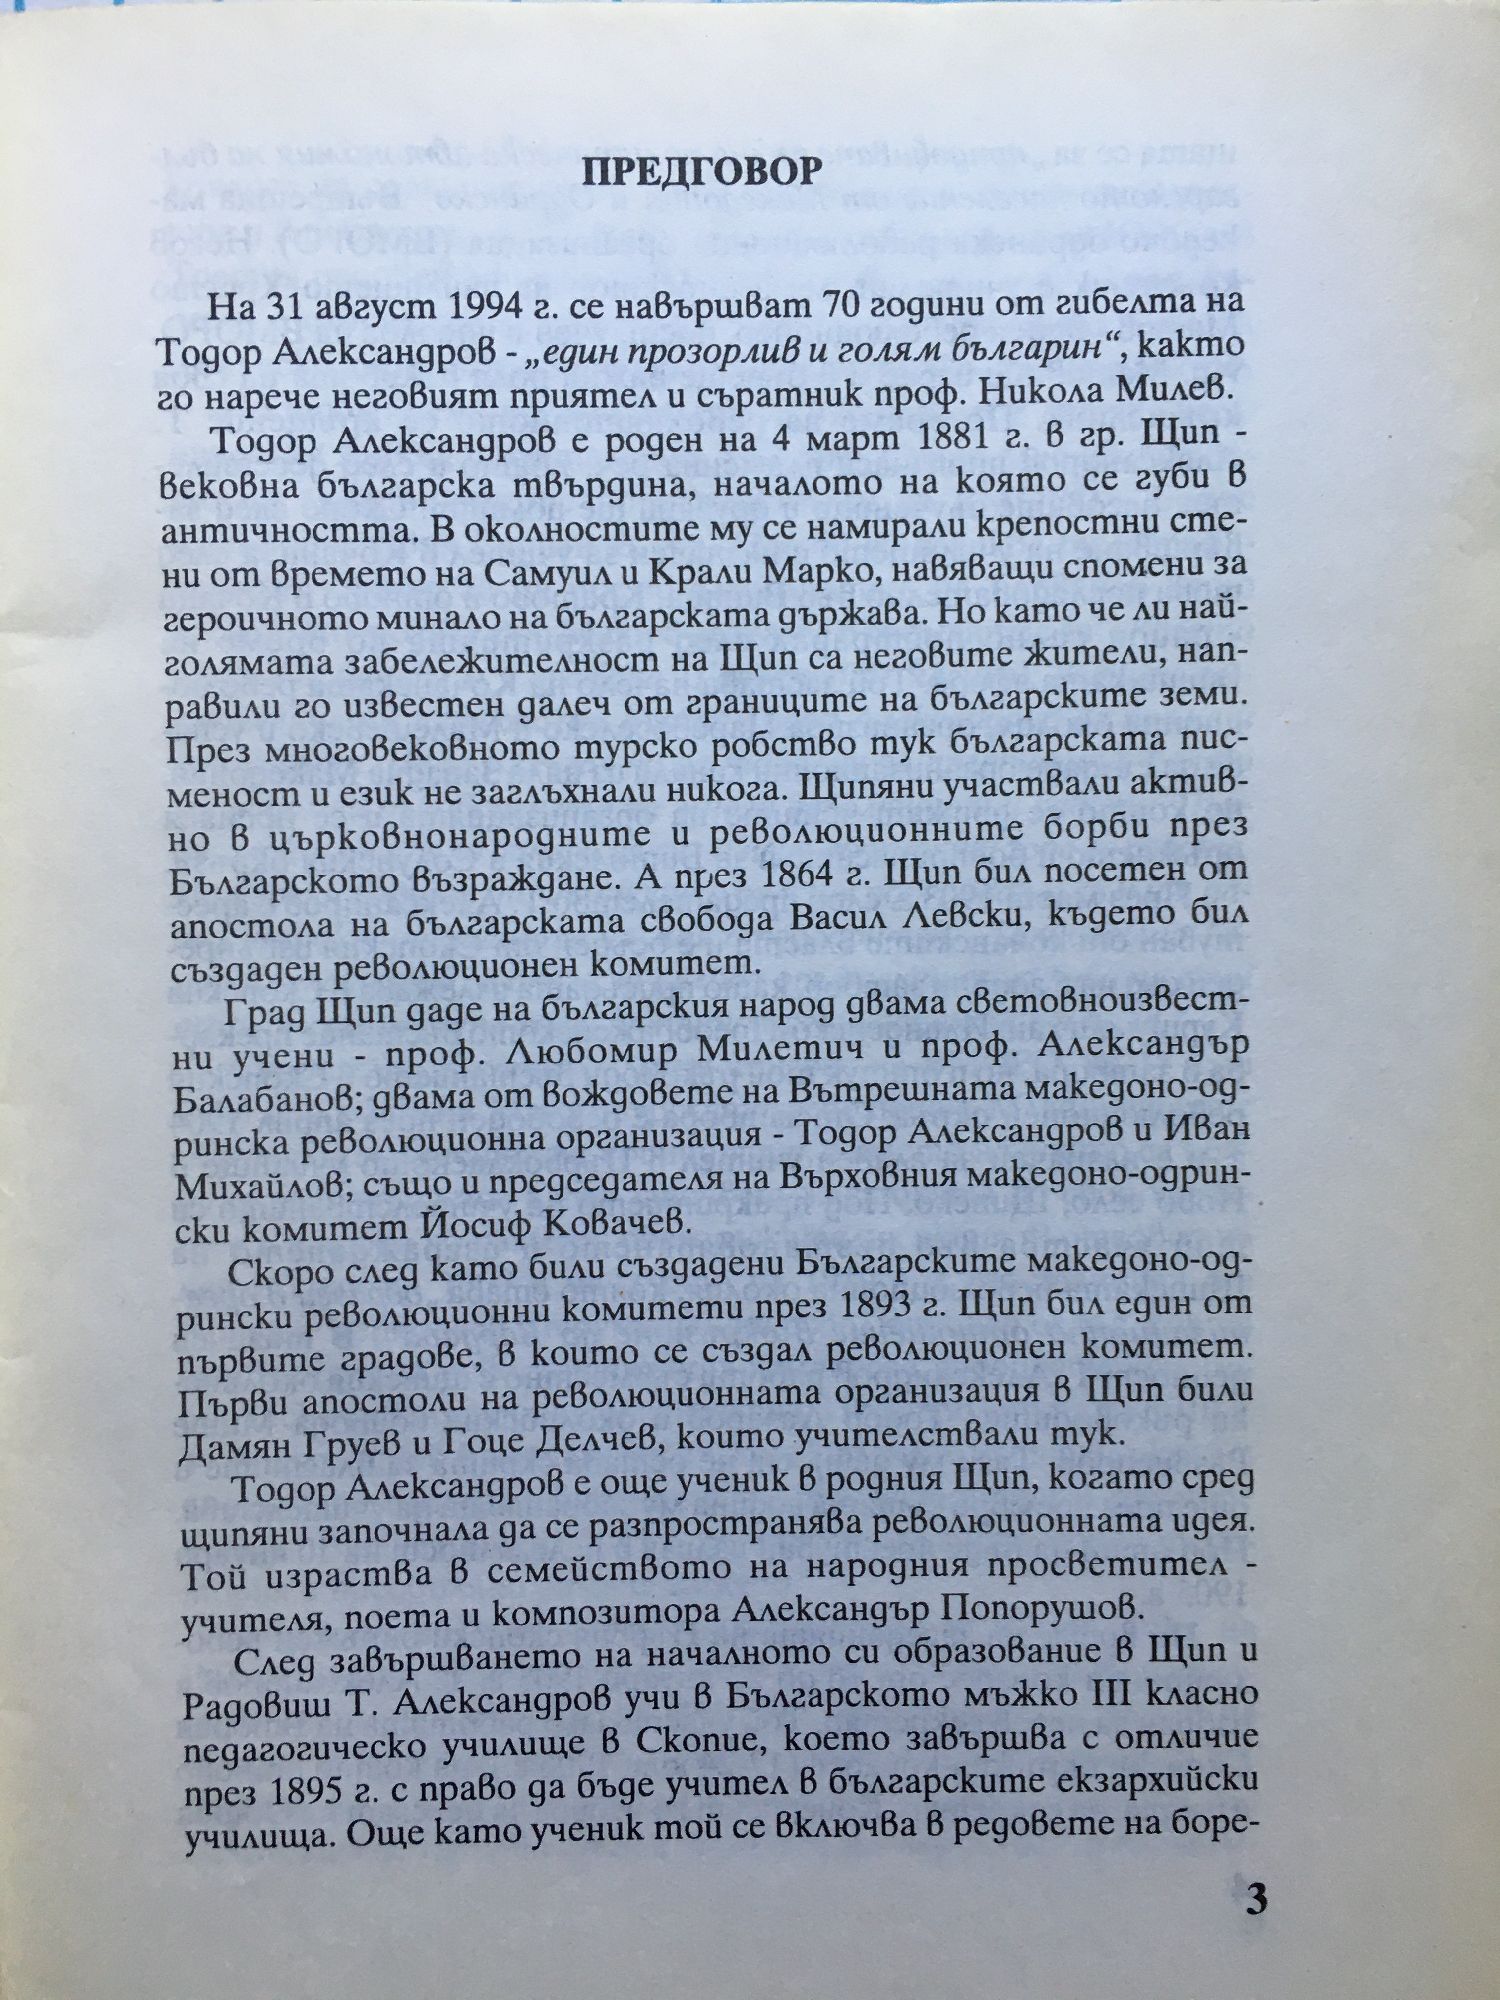 ПРЕДГОВОР
На 31 август 1994 г. се навършват 70 години от гибелта на
Тодор Александров - „един прозорлив и голям българин“, както
го нарече неговият приятел и съратник проф. Никола Милев.
Тодор Александров е роден на 4 март 1881 г. в гр. Щип -
вековна българска твърдина, началото на която се губи в
античността. В околностите му се намирали крепостни сте-
ни от времето на Самуил и Крали Марко, навяващи спомени за
героичното минало на българската държава. Но като че ли най-
голямата забележителност на Щип са неговите жители, нап-
равили го известен далеч от границите на българските земи.
През многовековното турско робство тук българската пис-
меност и език не заглъхнали никога. Щипяни участвали актив-
но в църковнонародните и революционните борби през
Българското възраждане. А през 1864 г. Щип бил посетен от
апостола на българската свобода Васил Левски, където бил
създаден революционен комитет.
Град Щип даде на българския народ двама световноизвест-
ни учени - проф. Любомир Милетич и проф. Александър
Балабанов; двама от вождовете на Вътрешната македоно-од-
ринска революционна организация - Тодор Александров и Иван
Михайлов; също и председателя на Върховния македоно-одрин-
ски комитет Йосиф Ковачев.
Скоро след като били създадени Българските македоно-од-
рински революционни комитети през 1893 г. Щип бил един от
първите градове, в които се създал революционен комитет.
Първи апостоли на революционната организация в Щип били
Дамян Груев и Гоце Делчев, които учителствали тук.
Тодор Александров е още ученик в родния Щип, когато сред
щипяни започнала да се разпространява революционната идея.
Той израства в семейството на народния просветител -
учителя, поета и композитора Александър Попорушов.
След завършването на началното си образование в Щип и
Радовиш Т. Александров учи в Българското мъжко III класно
педагогическо училище в Скопие, което завършва с отличие
през 1895 г. с право да бъде учител в българските екзархийски
училища. Още като ученик той се включва в редовете на боре-
3